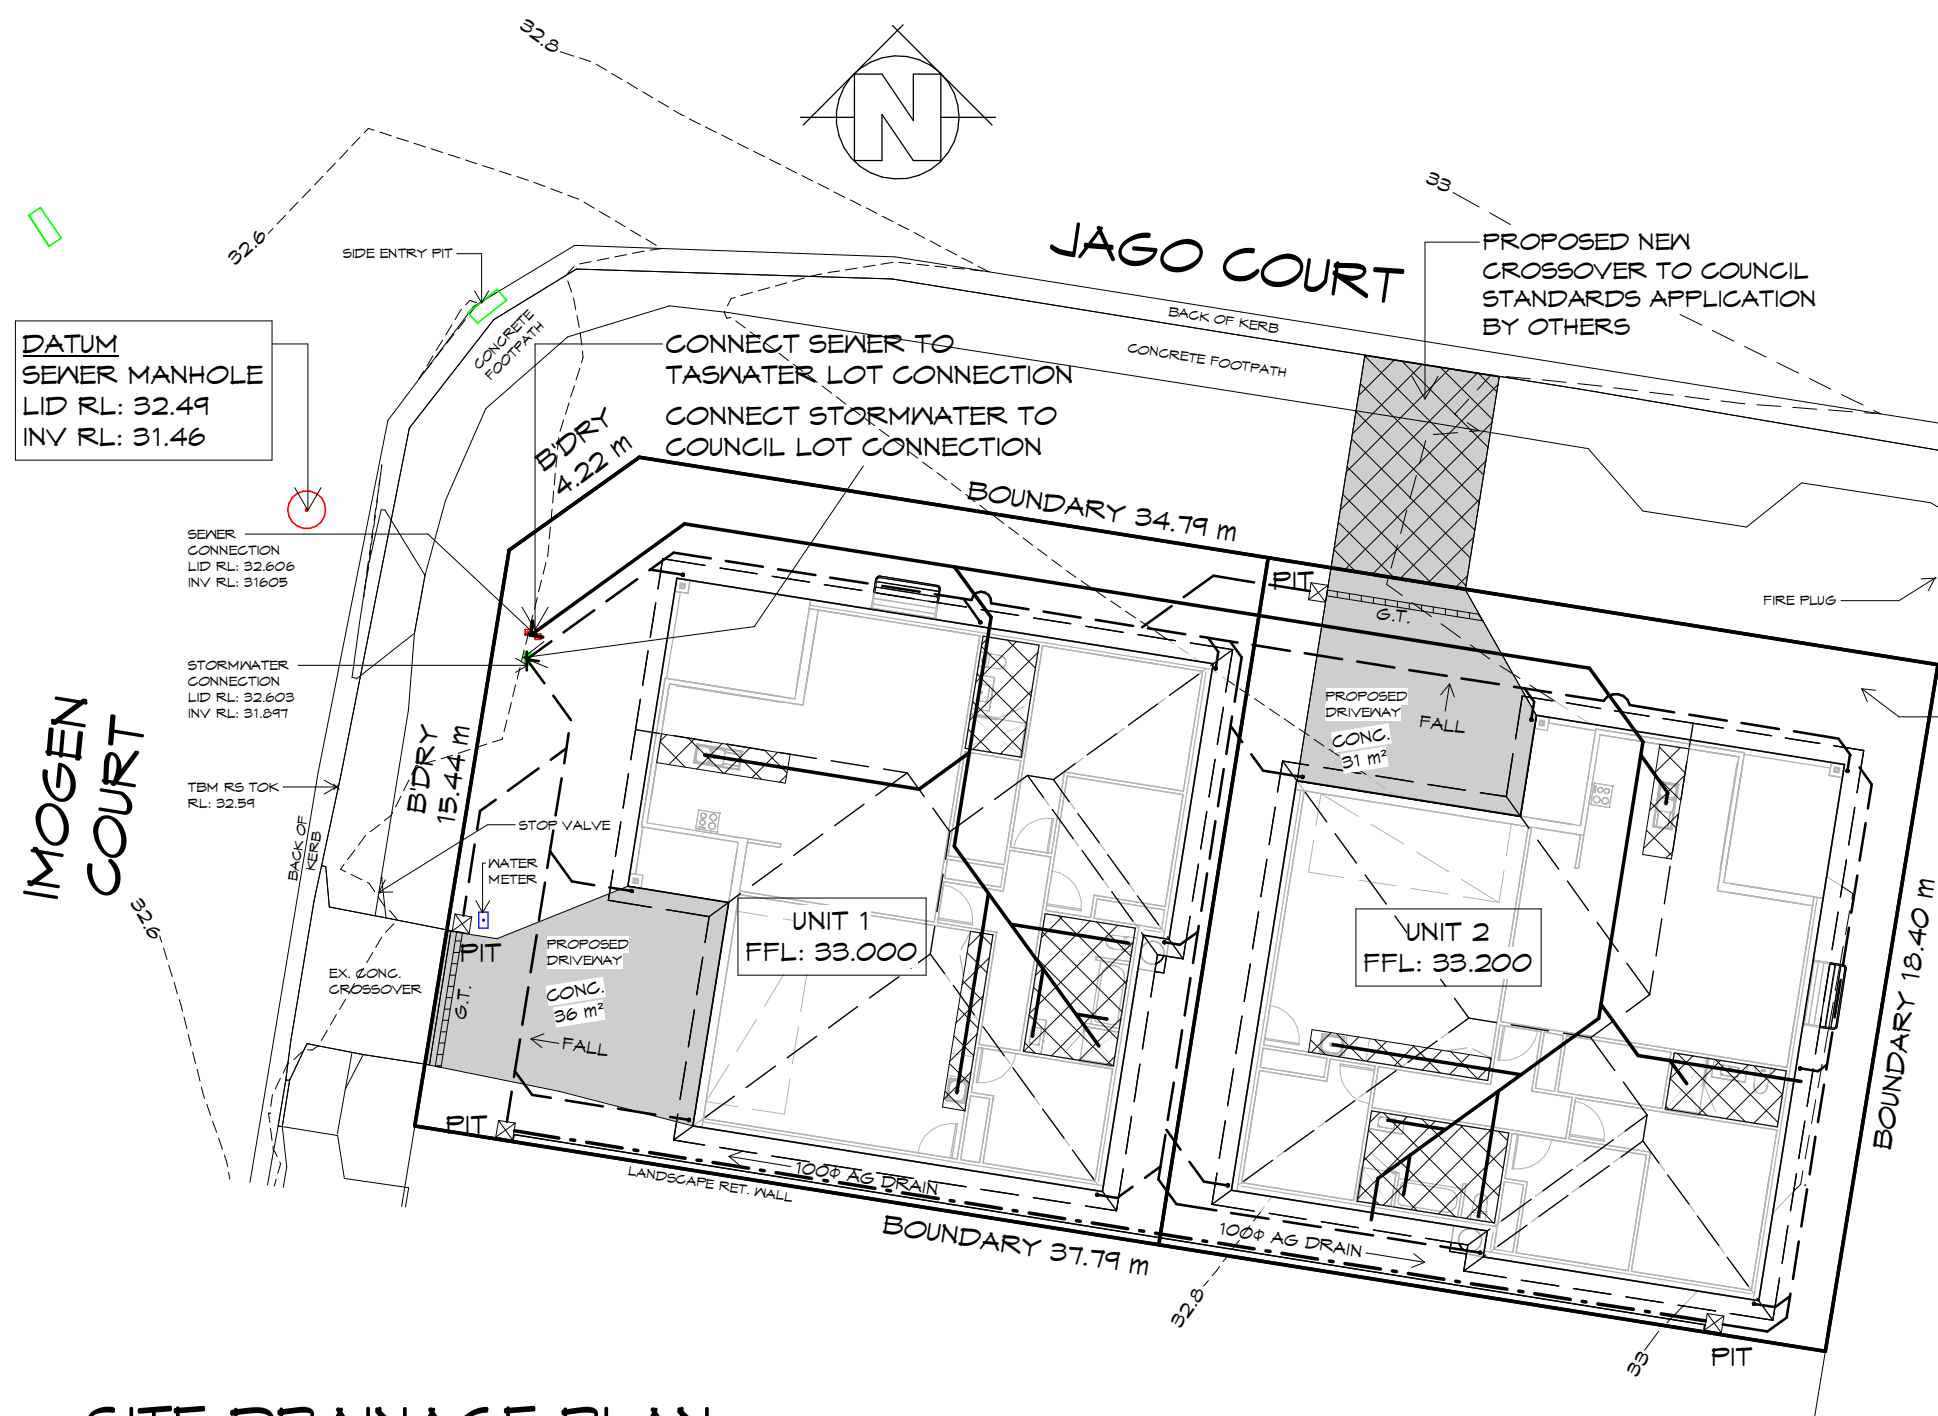 32.8
N
33
32.6
JAGO COURT
PROPOSED NEW
CROSSOVER TO COUNCIL
STANDARDS APPLICATION
BY OTHERS
SIDE ENTRY PIT
CONCRETE
FOOTPATH
BACK OF KERB
CONCRETE FOOTPATH
DATUM
SEWER MANHOLE
LID RL: 32.49
INV RL: 31.46
CONNECT SEWER TO
TASWATER LOT CONNECTION
CONNECT STORMWATER TO
COUNCIL LOT CONNECTION
B'DRY
4.22 m
BOUNDARY 34.79 m
SEWER
CONNECTION
LID RL: 32.606
INV RL: 31605
PIT
G.T.
FIRE PLUG
STORMWATER
CONNECTION
LID RL: 32.603
INV RL: 31.897
IMOGEN
COURT
B'DRY
15.44 m
PROPOSED
DRIVEWAY
FALL
CONC.
31 m²
TBM RS TOK
RL: 32.59
BACK OF
KERB
STOP VALVE
WATER
METER
32.6
UNIT 1
FFL: 33.000
UNIT 2
FFL: 33.200
PIT
PROPOSED
DRIVEWAY
EX. CONC.
CROSSOVER
G.T.
CONC.
36 m²
FALL
BOUNDARY 18.40 m
PIT
100Φ AG DRAIN
LANDSCAPE RET. WALL
BOUNDARY 37.79 m
100Φ AG DRAIN
32.8
33
PIT
SITE DRAINAGE PLAN